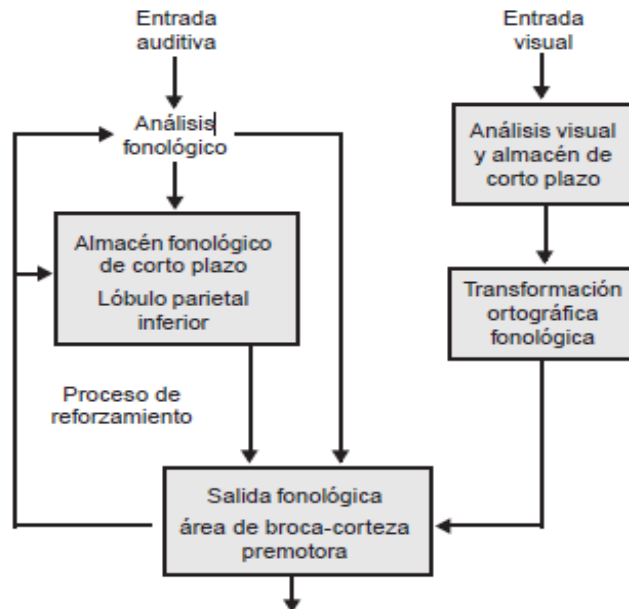 Entrada
auditiva
Entrada
visual
Análisis
fonológico
Análisis visual
y almacén de
corto plazo
Almacén fonológico
de corto plazo
Lóbulo parietal
inferior
Transformación
ortográfica
fonológica
Proceso de
reforzamiento
Salida fonológica
área de broca-corteza
premotora